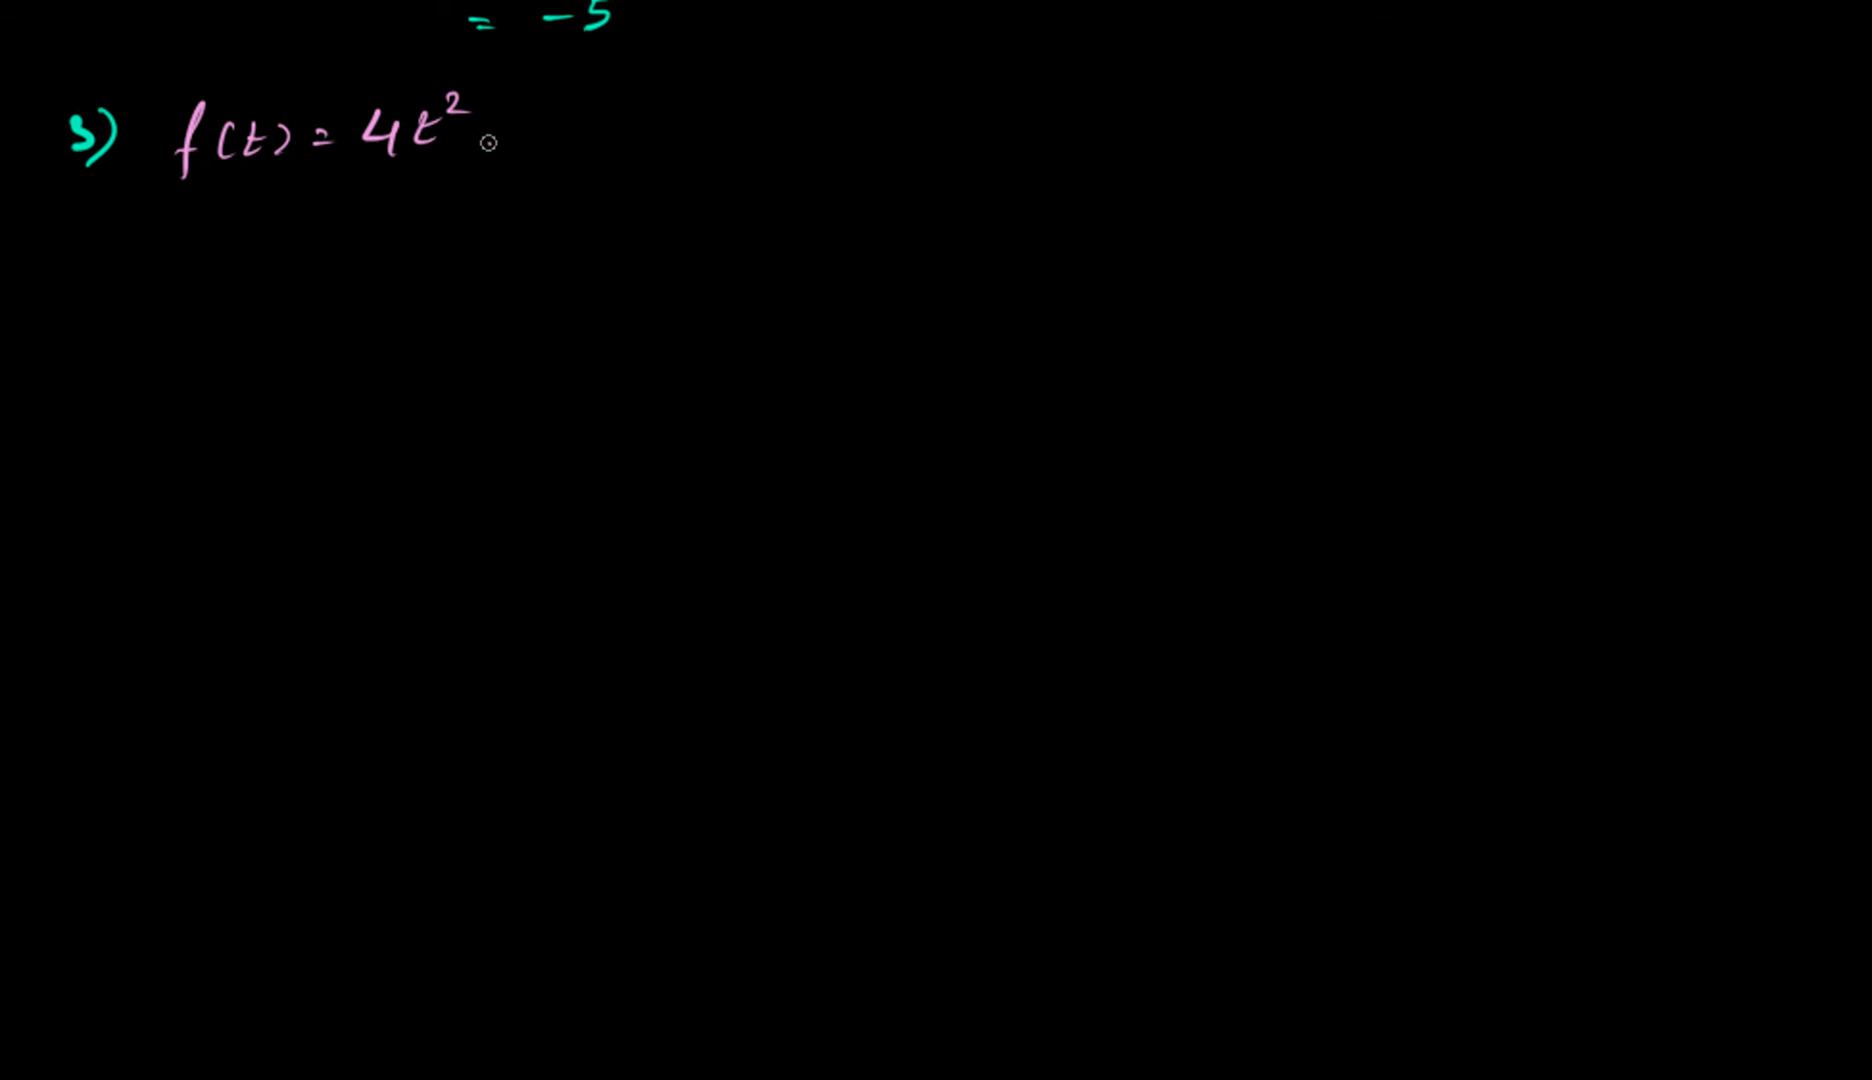 = -5
3) f(t) = 4t²